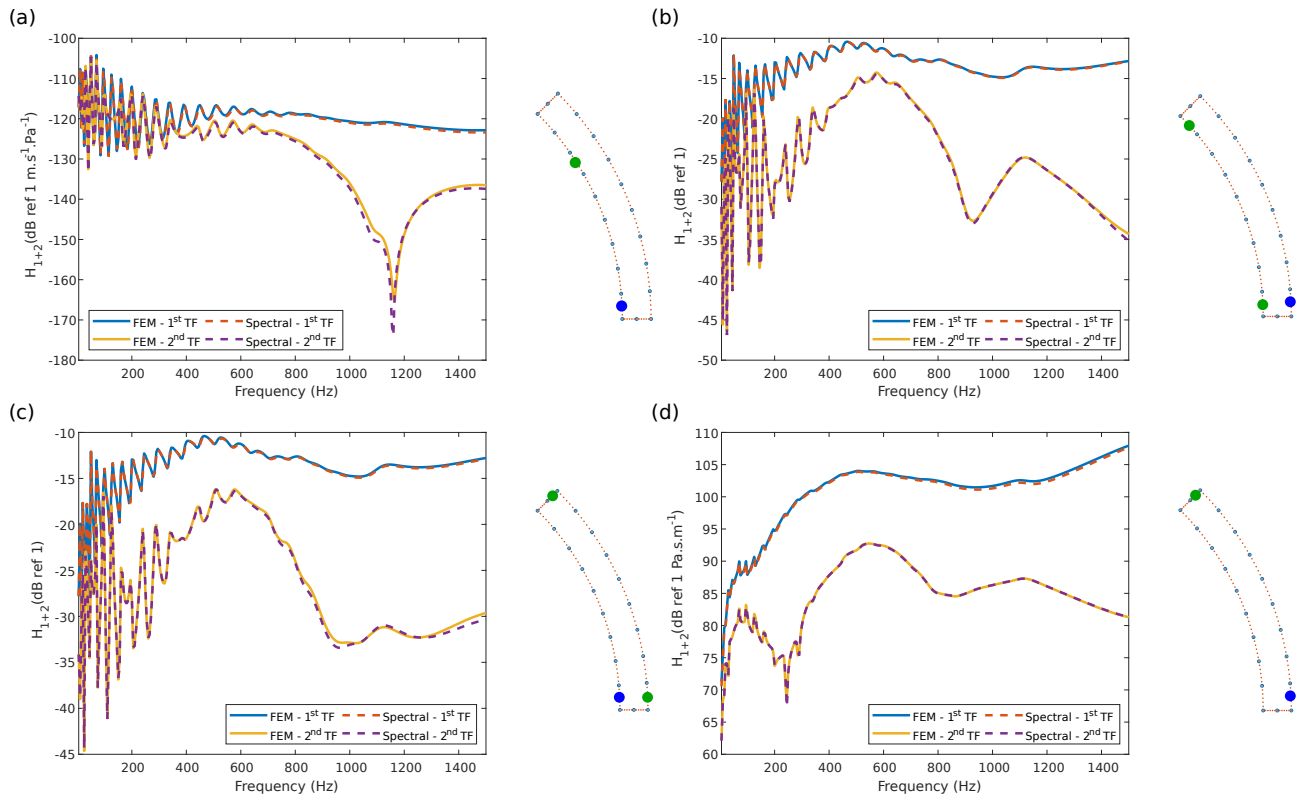 (a)
-100
-110
-120
-130
-140
-150
-160
-170
-180
H1+2(dB ref 1 m.s-1.Pa-1)
FEM - 1st TF
Spectral - 1st TF
FEM - 2nd TF
Spectral - 2nd TF
200 400 600 800 1000 1200 1400
Frequency (Hz)
(b)
-10
-15
-20
-25
-30
-35
-40
-45
-50
H1+2(dB ref 1)
FEM - 1st TF
Spectral - 1st TF
FEM - 2nd TF
Spectral - 2nd TF
200 400 600 800 1000 1200 1400
Frequency (Hz)
(c)
-10
-15
-20
-25
-30
-35
-40
-45
H1+2(dB ref 1)
FEM - 1st TF
Spectral - 1st TF
FEM - 2nd TF
Spectral - 2nd TF
200 400 600 800 1000 1200 1400
Frequency (Hz)
(d)
110
105
100
95
90
85
80
75
70
65
60
H1+2(dB ref 1 Pa.s.m-1)
FEM - 1st TF
Spectral - 1st TF
FEM - 2nd TF
Spectral - 2nd TF
200 400 600 800 1000 1200 1400
Frequency (Hz)